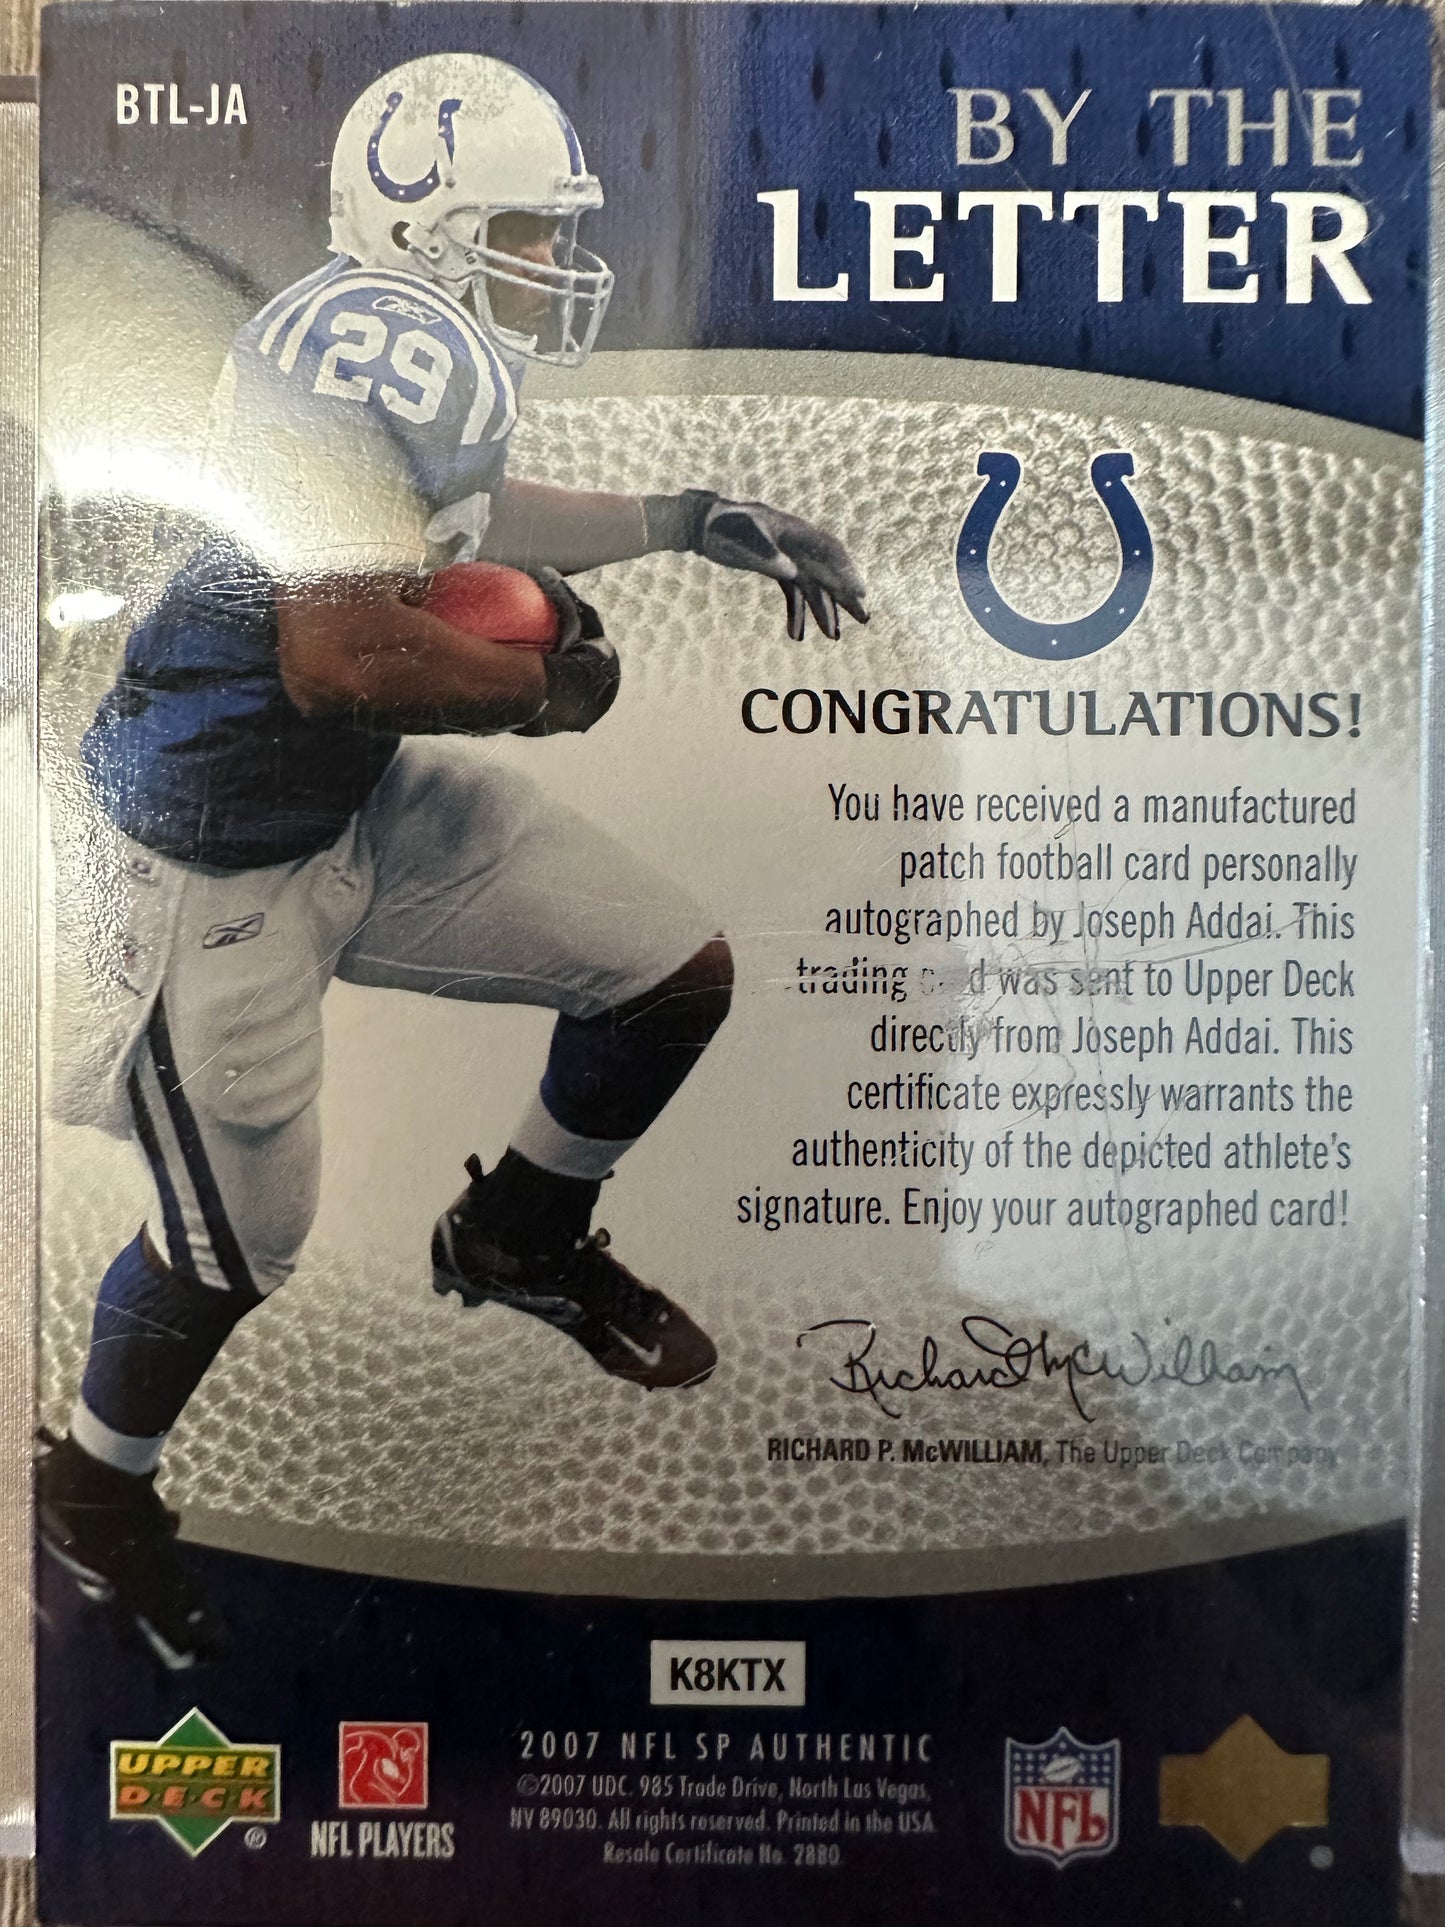 BTL-JA
BY THE
LETTER
29
CONGRATULATIONS!
You have received a manufactured
patch football card personally
autographed by Joseph Addai. This
trading card was sent to Upper Deck
directly from Joseph Addai. This
certificate expressly warrants the
authenticity of the depicted athlete's
signature. Enjoy your autographed card!
Richard McWilliam
RICHARD P. McWILLIAM, The Upper Deck Company
K8KTX
2007 NFL SP AUTHENTIC
©2007 UDC. 985 Trade Drive, North Las Vegas,
NV 89030. All rights reserved. Printed in the USA
Resale Certificate No. 2880.
UPPER
DECK
®
NFL PLAYERS
NFL